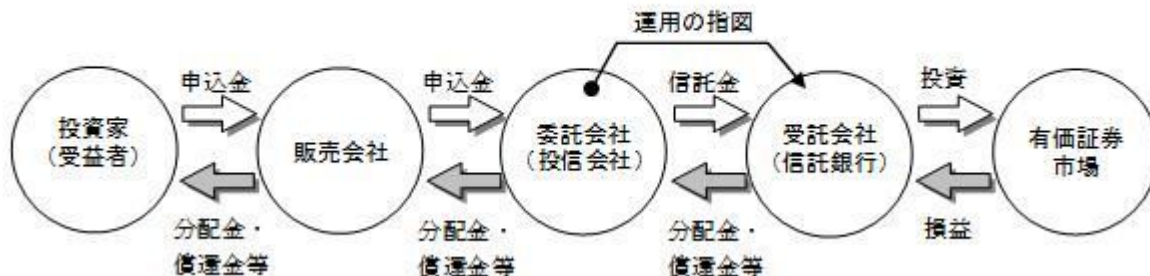 運用の指図
申込金
申込金
信託金
投資
投資家
(受益者)
販売会社
委託会社
(投信会社)
受託会社
(信託銀行)
有価証券
市場
分配金・
償還金等
分配金・
償還金等
分配金・
償還金等
損益